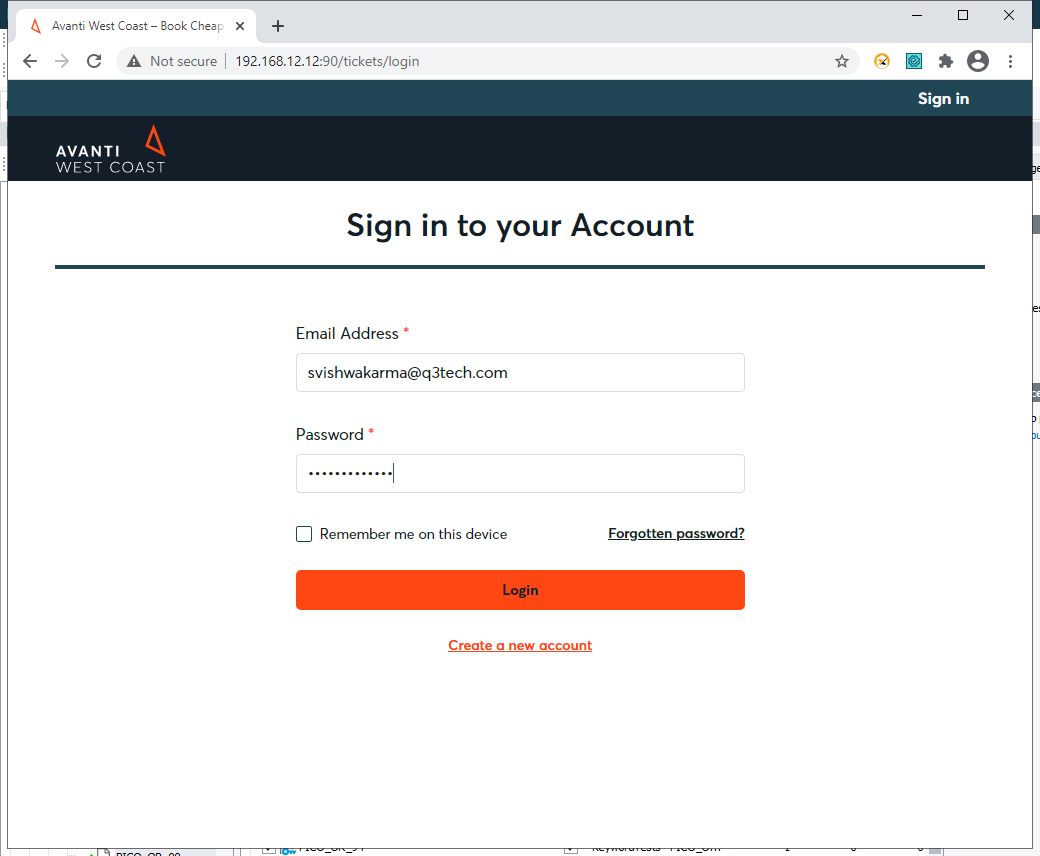 Avanti West Coast – Book Cheap
Not secure
192.168.12.12:90/tickets/login
Sign in
AVANTI
WEST COAST
Sign in to your Account
Email Address *
svishwakarma@q3tech.com
Password *
•••••••••••••
Remember me on this device
Forgotten password?
Login
Create a new account